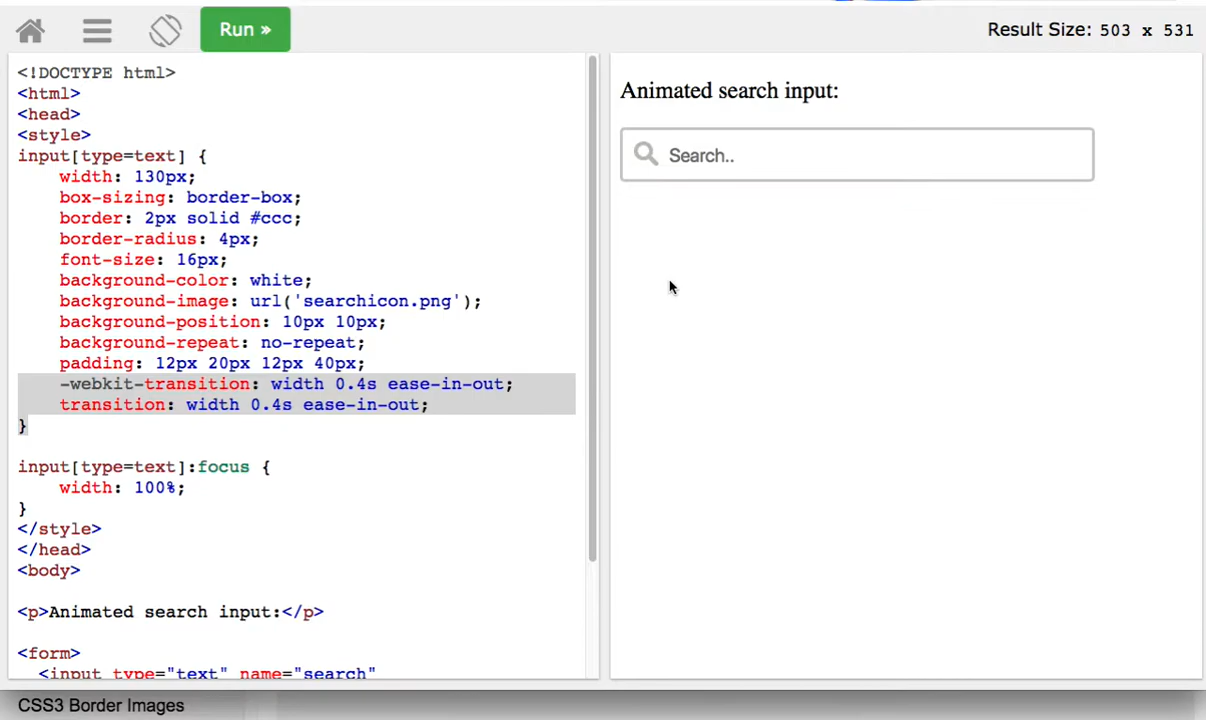 Run »
Result Size: 503 x 531
<!DOCTYPE html>
<html>
<head>
<style>
input[type=text] {
    width: 130px;
    box-sizing: border-box;
    border: 2px solid #ccc;
    border-radius: 4px;
    font-size: 16px;
    background-color: white;
    background-image: url('searchicon.png');
    background-position: 10px 10px;
    background-repeat: no-repeat;
    padding: 12px 20px 12px 40px;
    -webkit-transition: width 0.4s ease-in-out;
    transition: width 0.4s ease-in-out;
}
input[type=text]:focus {
    width: 100%;
}
</style>
</head>
<body>
<p>Animated search input:</p>
<form>
  <input type="text" name="search"
Animated search input:
Search..
CSS3 Border Images